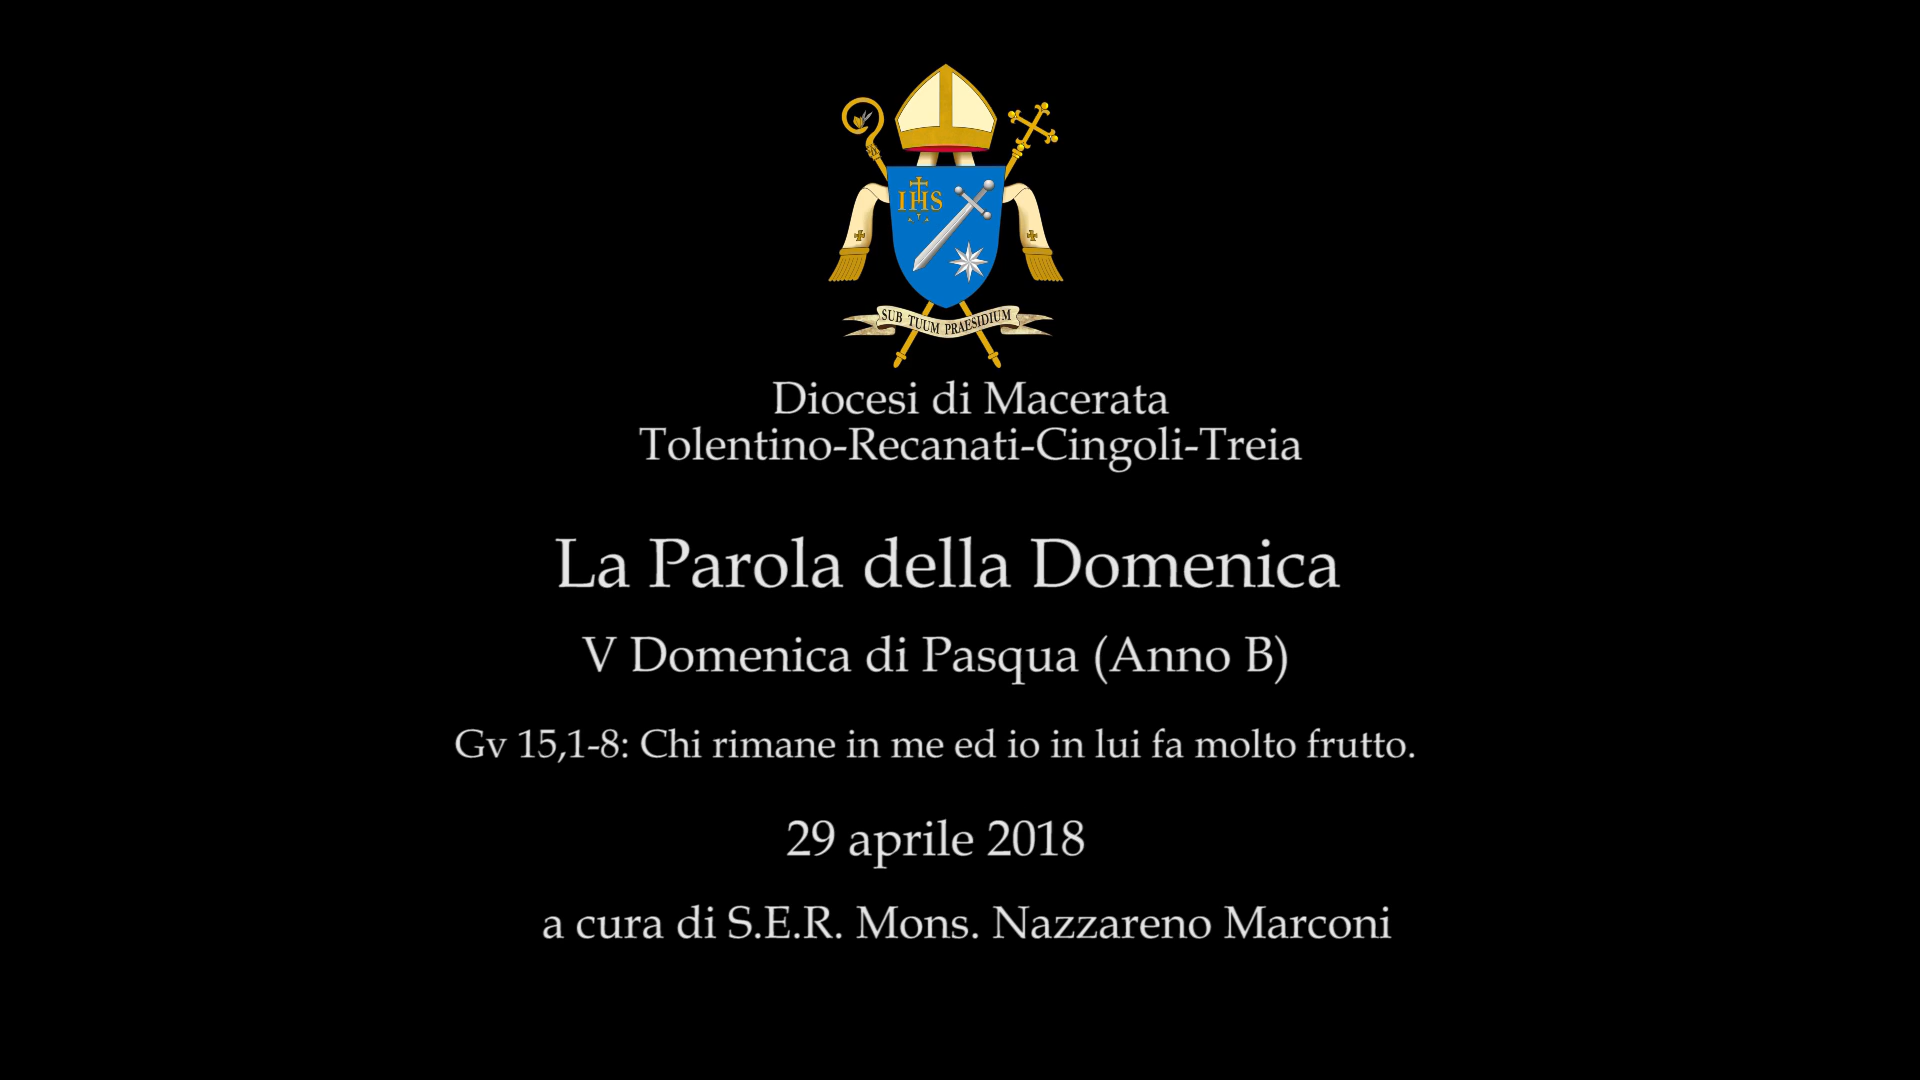 IHS
SUB TUUM PRAESIDIUM
Diocesi di Macerata
Tolentino-Recanati-Cingoli-Treia
La Parola della Domenica
V Domenica di Pasqua (Anno B)
Gv 15,1-8: Chi rimane in me ed io in lui fa molto frutto.
29 aprile 2018
a cura di S.E.R. Mons. Nazzareno Marconi